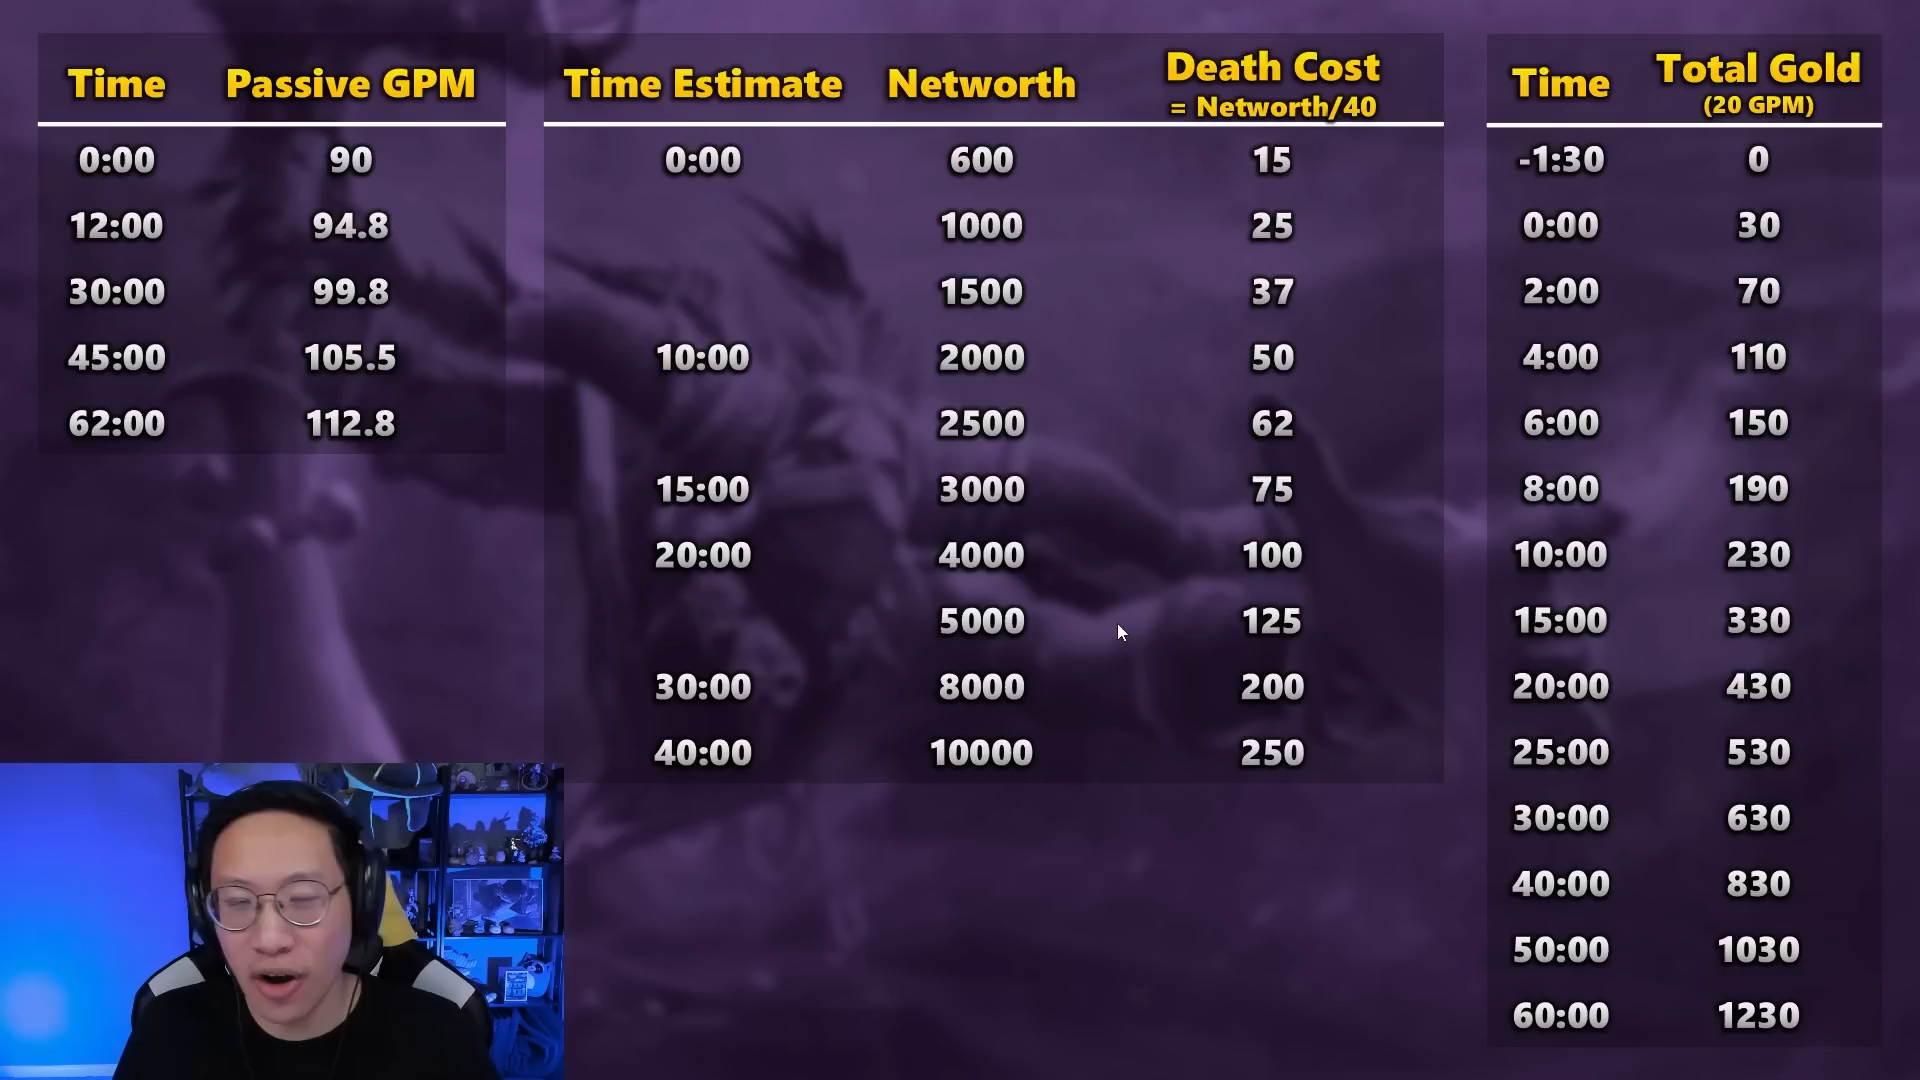 Time Passive GPM
0:00 90
12:00 94.8
30:00 99.8
45:00 105.5
62:00 112.8
Time Estimate Networth Death Cost
= Networth/40
0:00 600 15
1000 25
1500 37
10:00 2000 50
2500 62
15:00 3000 75
20:00 4000 100
5000 125
30:00 8000 200
40:00 10000 250
Time Total Gold
(20 GPM)
-1:30 0
0:00 30
2:00 70
4:00 110
6:00 150
8:00 190
10:00 230
15:00 330
20:00 430
25:00 530
30:00 630
40:00 830
50:00 1030
60:00 1230